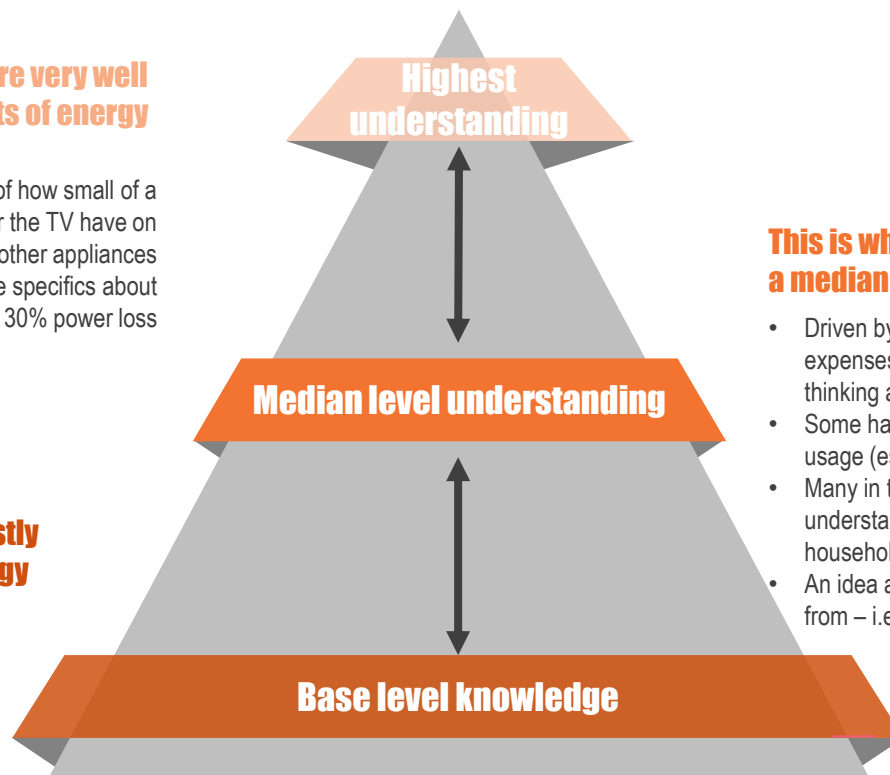 re very well
ts of energy
of how small of a
r the TV have on
other appliances
e specifics about
30% power loss
stly
gy
Highest
understanding
Median level understanding
Base level knowledge
This is wh
a median
• Driven by
expenses
thinking a
• Some ha
usage (es
• Many in t
understa
househol
• An idea a
from – i.e